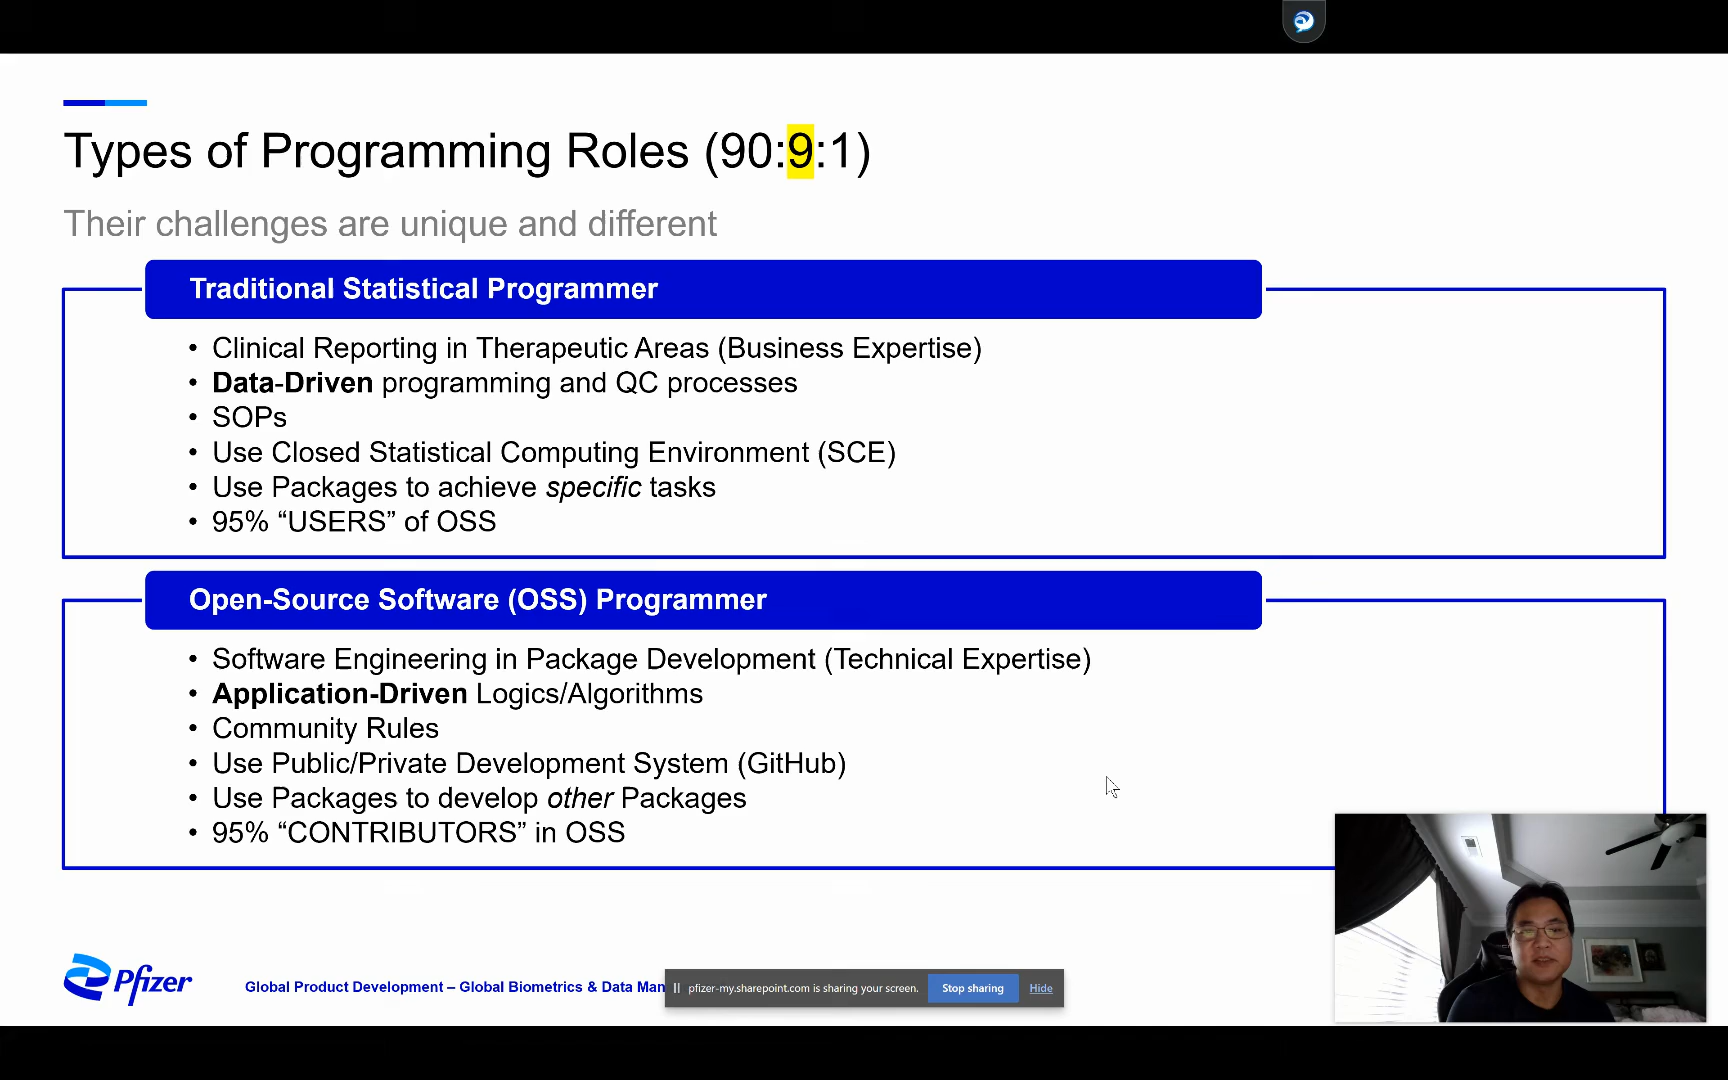 Types of Programming Roles (90:9:1)
Their challenges are unique and different
Traditional Statistical Programmer
• Clinical Reporting in Therapeutic Areas (Business Expertise)
• Data-Driven programming and QC processes
• SOPs
• Use Closed Statistical Computing Environment (SCE)
• Use Packages to achieve specific tasks
• 95% “USERS” of OSS
Open-Source Software (OSS) Programmer
• Software Engineering in Package Development (Technical Expertise)
• Application-Driven Logics/Algorithms
• Community Rules
• Use Public/Private Development System (GitHub)
• Use Packages to develop other Packages
• 95% “CONTRIBUTORS” in OSS
Pfizer
Global Product Development – Global Biometrics & Data Man
pfizer-my.sharepoint.com is sharing your screen.
Stop sharing
Hide